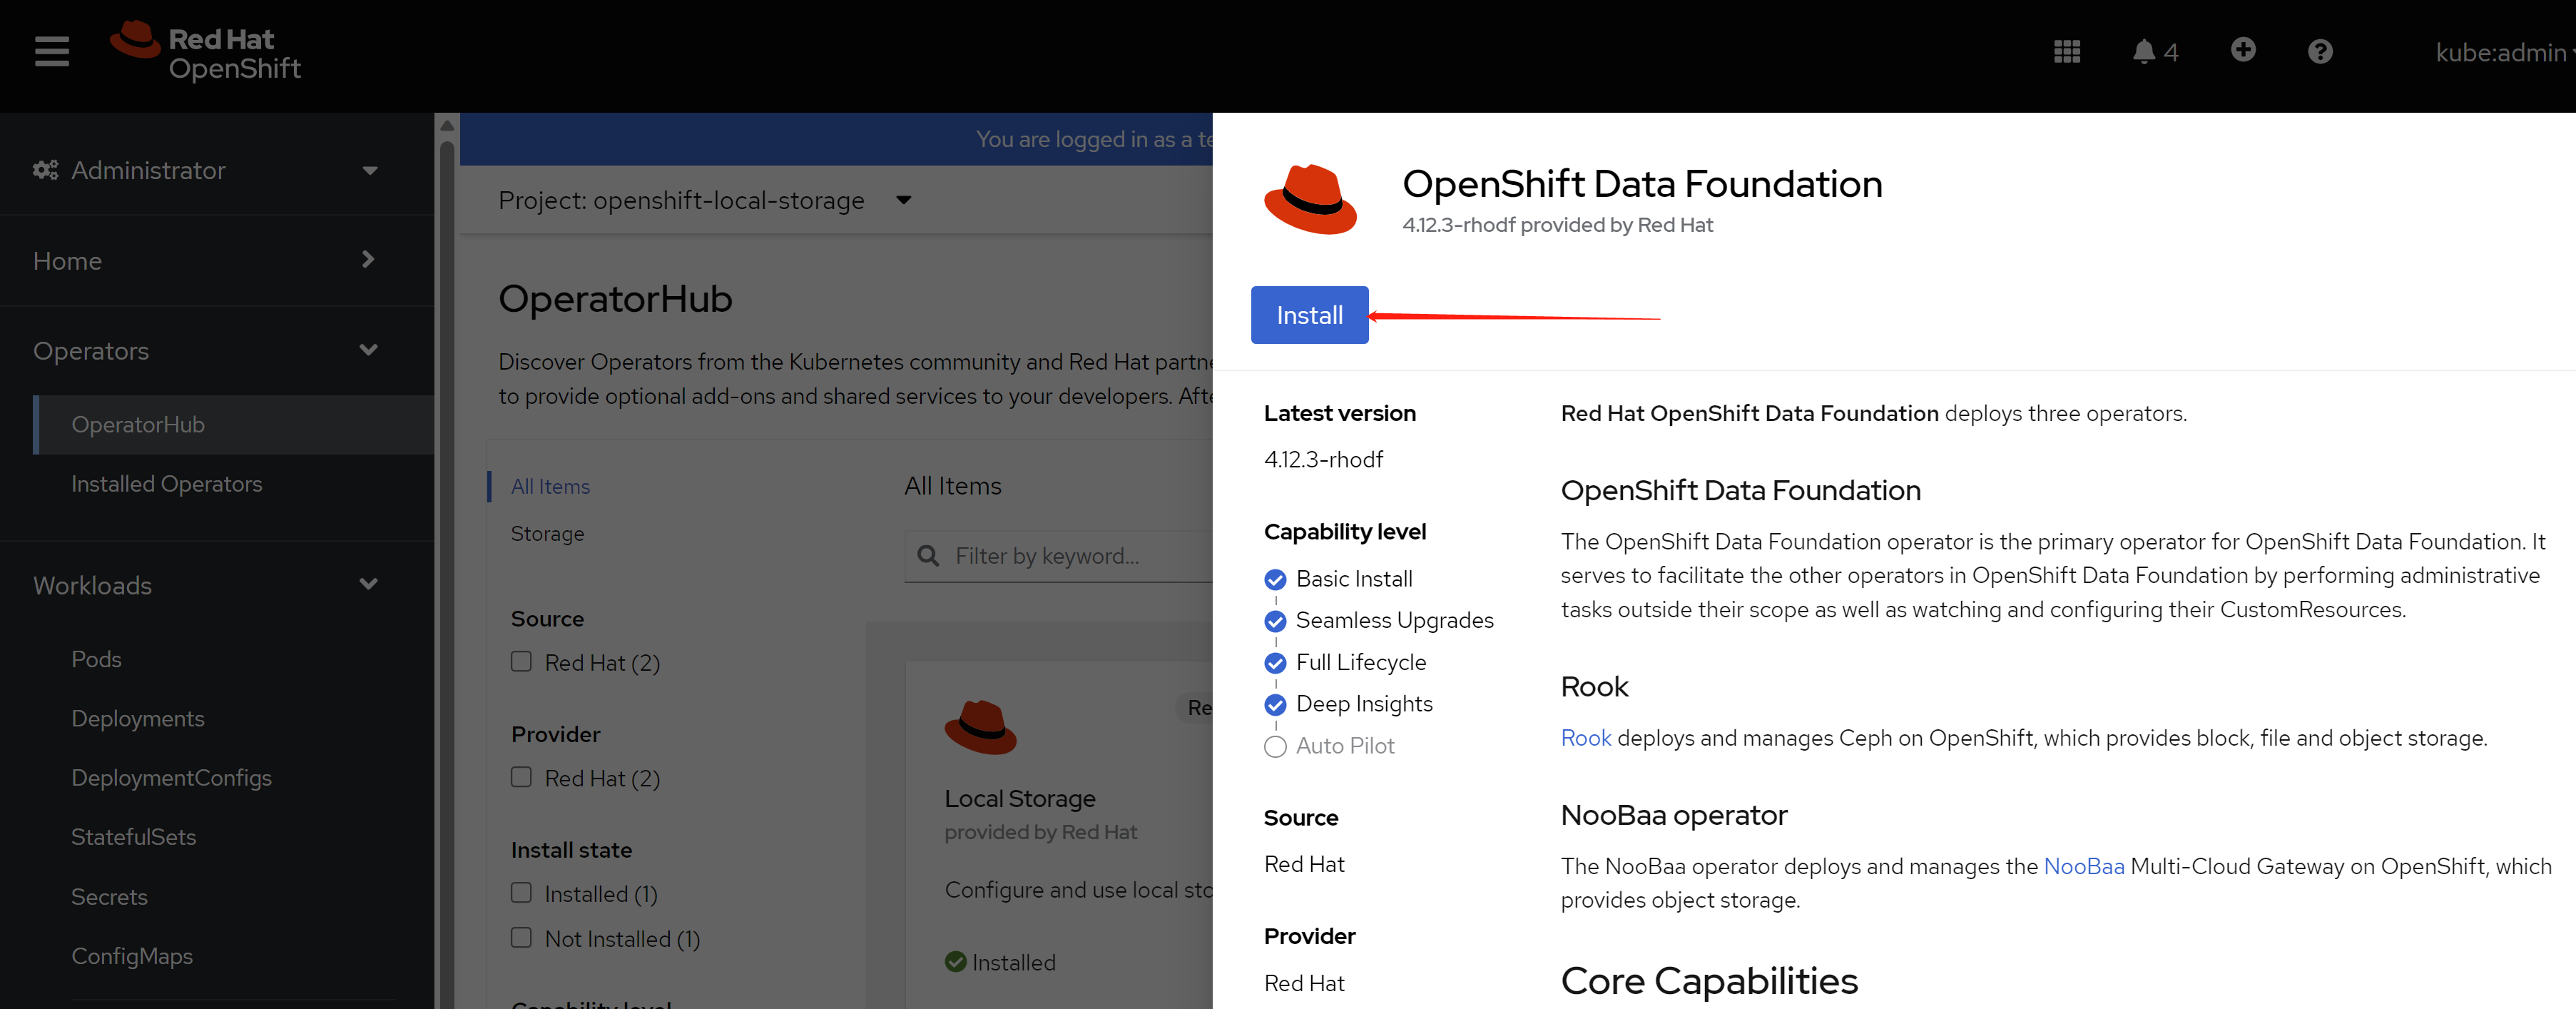 Red Hat
OpenShift
4
kube:admin
Administrator
Home
Operators
OperatorHub
Installed Operators
Workloads
Pods
Deployments
DeploymentConfigs
StatefulSets
Secrets
ConfigMaps
You are logged in as a te
Project: openshift-local-storage
OperatorHub
Discover Operators from the Kubernetes community and Red Hat partne
to provide optional add-ons and shared services to your developers. Afte
All Items
Storage
Source
Red Hat (2)
Provider
Red Hat (2)
Install state
Installed (1)
Not Installed (1)
Capability level
All Items
Filter by keyword...
Re
Local Storage
provided by Red Hat
Configure and use local sto
Installed
OpenShift Data Foundation
4.12.3-rhodf provided by Red Hat
Install
Latest version
4.12.3-rhodf
Capability level
Basic Install
Seamless Upgrades
Full Lifecycle
Deep Insights
Auto Pilot
Source
Red Hat
Provider
Red Hat
Red Hat OpenShift Data Foundation deploys three operators.
OpenShift Data Foundation
The OpenShift Data Foundation operator is the primary operator for OpenShift Data Foundation. It
serves to facilitate the other operators in OpenShift Data Foundation by performing administrative
tasks outside their scope as well as watching and configuring their CustomResources.
Rook
Rook deploys and manages Ceph on OpenShift, which provides block, file and object storage.
NooBaa operator
The NooBaa operator deploys and manages the NooBaa Multi-Cloud Gateway on OpenShift, which
provides object storage.
Core Capabilities